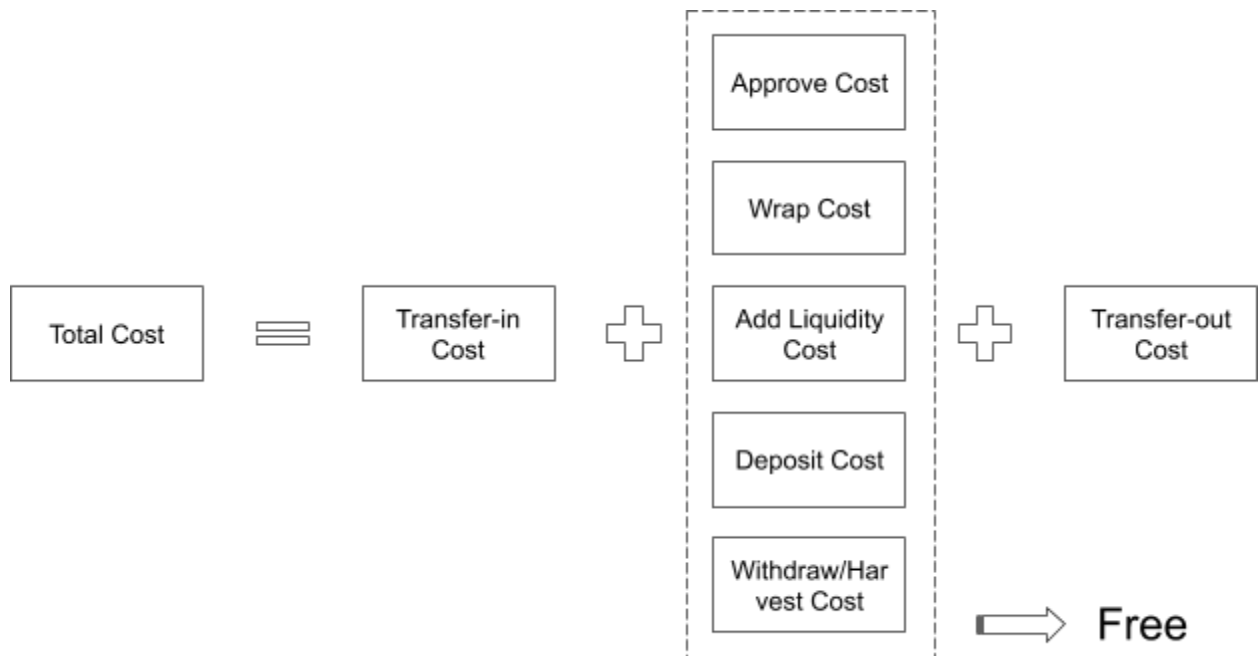 Total Cost
Transfer-in
Cost
Approve Cost
Wrap Cost
Add Liquidity
Cost
Deposit Cost
Withdraw/Har
vest Cost
Transfer-out
Cost
Free